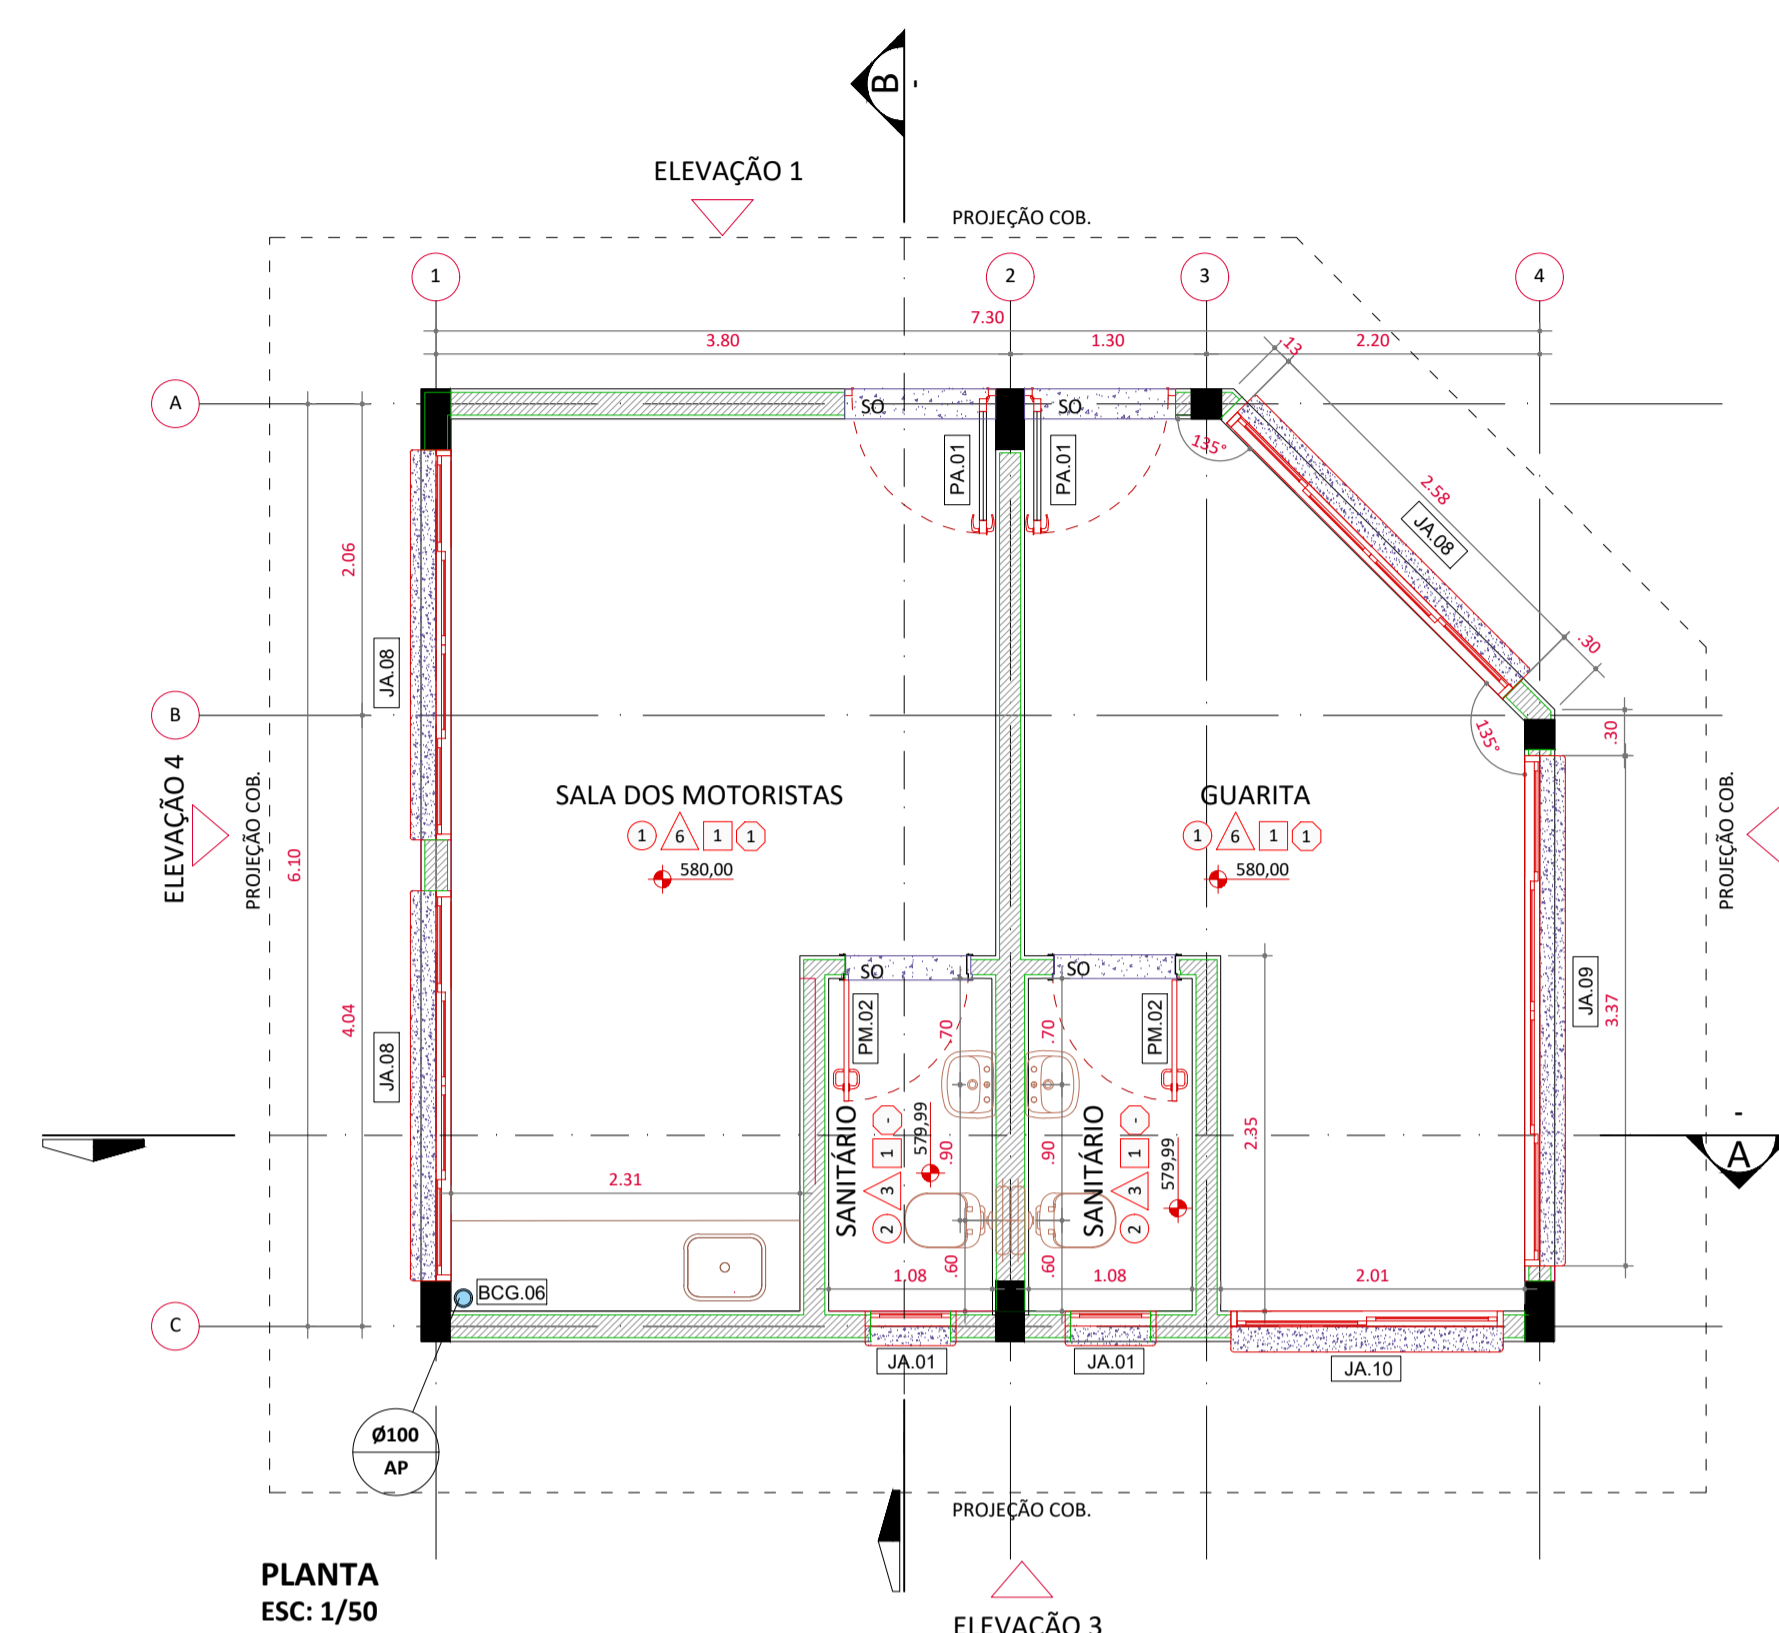 B
-
ELEVAÇÃO 1
PROJEÇÃO COB.
1
2
3
4
7.30
3.80
1.30
2.20
.13
A
SO
SO
135°
PA.01
PA.01
2.58
JA.08
2.06
JA.08
.30
B
135°
.30
ELEVAÇÃO 4
PROJEÇÃO COB.
SALA DOS MOTORISTAS
1
6
1
1
580,00
GUARITA
1
6
1
1
580,00
PROJEÇÃO COB.
6.10
SO
SO
JA.09
3.37
4.04
PM.02
PM.02
.70
.70
JA.08
SANITÁRIO
-
1
3
2
579,99
.90
.90
SANITÁRIO
-
1
3
2
579,99
2.35
-
A
2.31
.60
.60
1.08
1.08
2.01
BCG.06
C
JA.01
JA.01
JA.10
Ø100
AP
PROJEÇÃO COB.
PLANTA
ESC: 1/50
ELEVAÇÃO 3